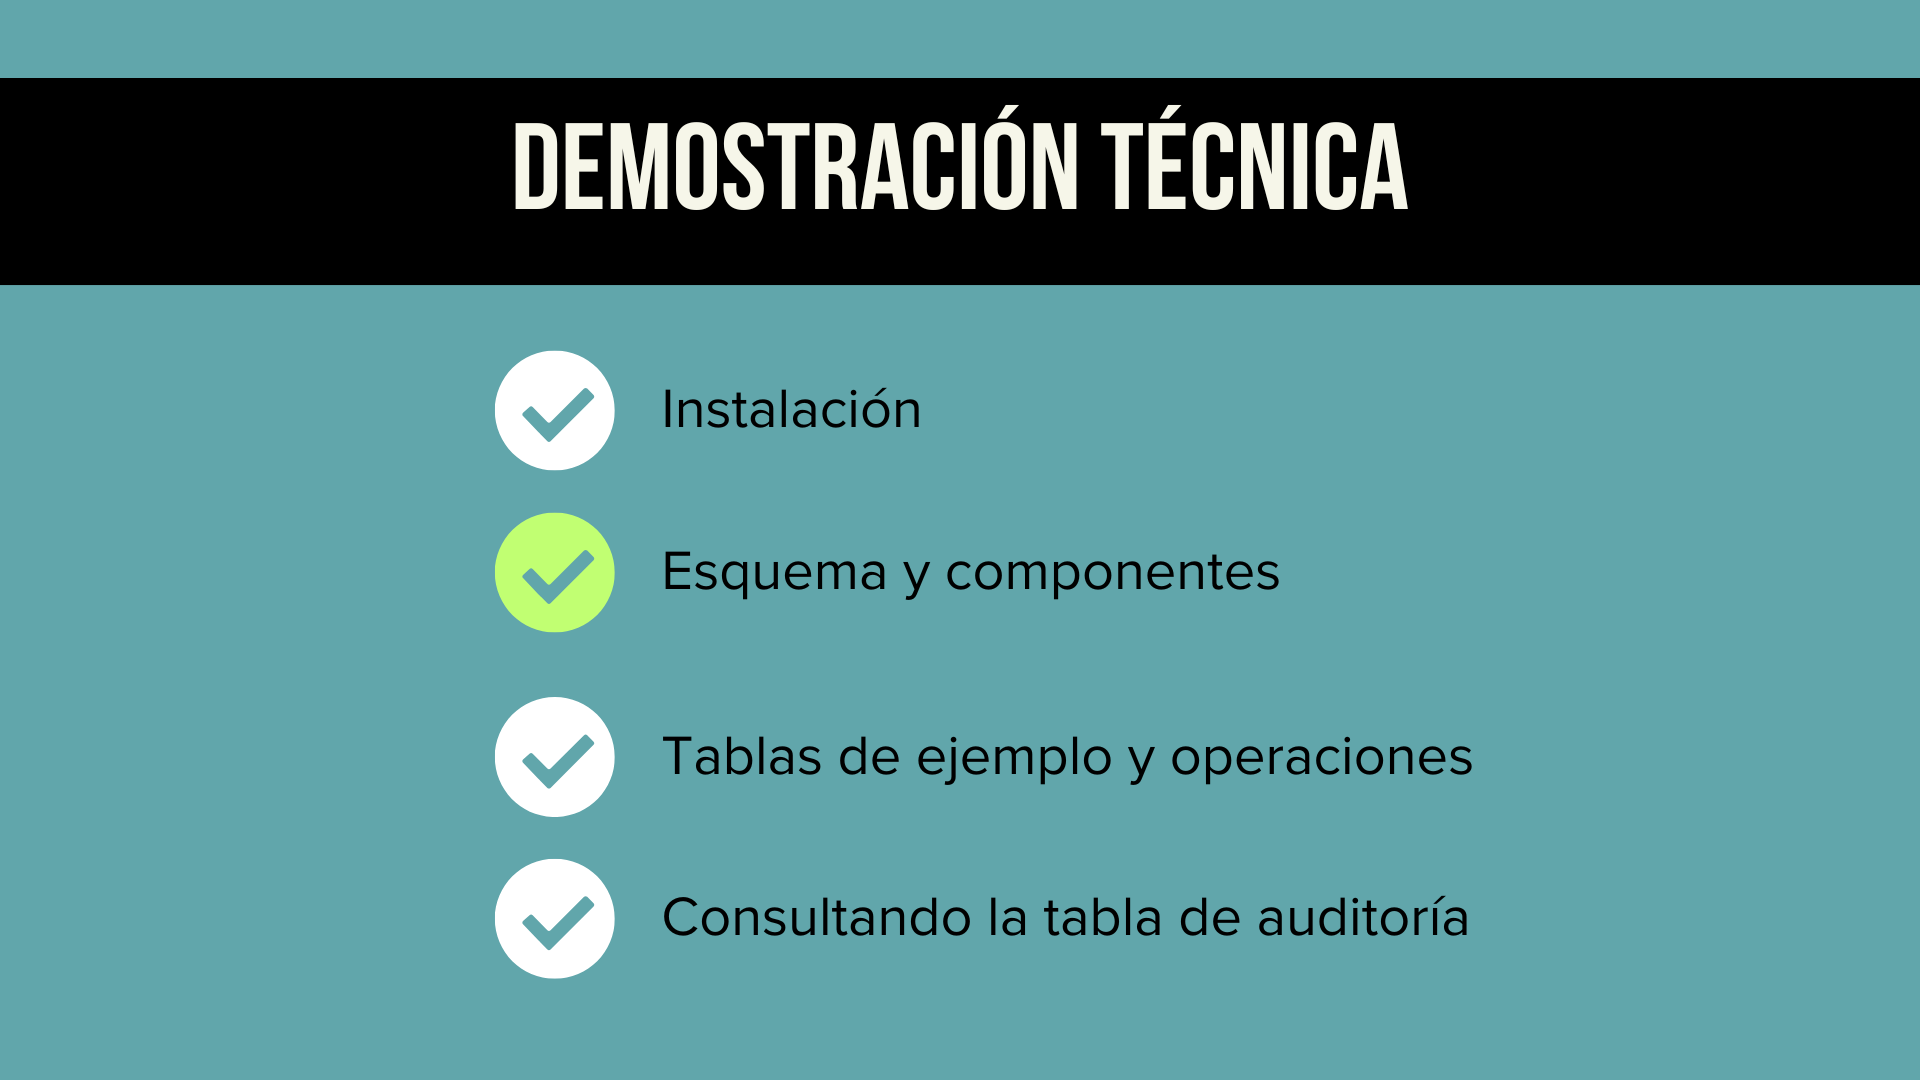 DEMOSTRACIÓN TÉCNICA
Instalación
Esquema y componentes
Tablas de ejemplo y operaciones
Consultando la tabla de auditoría